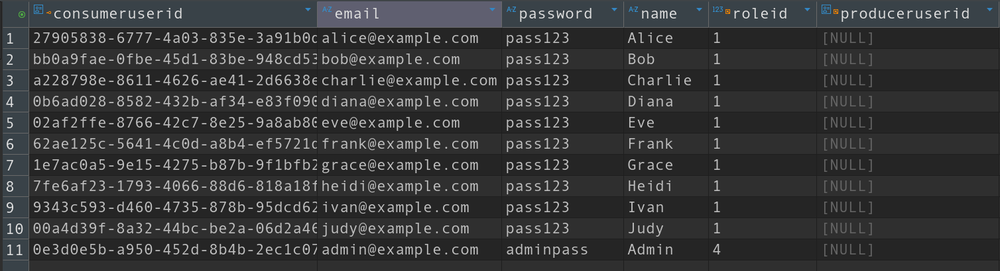 consumeruserid AZ email AZ password AZ name 123 roleid produceruserid
1 27905838-6777-4a03-835e-3a91b0 alice@example.com pass123 Alice 1 [NULL]
2 bb0a9fae-0fbe-45d1-83be-948cd53 bob@example.com pass123 Bob 1 [NULL]
3 a228798e-8611-4626-ae41-2d6638e charlie@example.com pass123 Charlie 1 [NULL]
4 0b6ad028-8582-432b-af34-e83f090 diana@example.com pass123 Diana 1 [NULL]
5 02af2ffe-8766-42c7-8e25-9a8ab80 eve@example.com pass123 Eve 1 [NULL]
6 62ae125c-5641-4c0d-a8b4-ef5721 frank@example.com pass123 Frank 1 [NULL]
7 1e7ac0a5-9e15-4275-b87b-9f1bfb2 grace@example.com pass123 Grace 1 [NULL]
8 7fe6af23-1793-4066-88d6-818a18f heidi@example.com pass123 Heidi 1 [NULL]
9 9343c593-d460-4735-878b-95dcd62 ivan@example.com pass123 Ivan 1 [NULL]
10 00a4d39f-8a32-44bc-be2a-06d2a46 judy@example.com pass123 Judy 1 [NULL]
11 0e3d0e5b-a950-452d-8b4b-2ec1c07 admin@example.com adminpass Admin 4 [NULL]